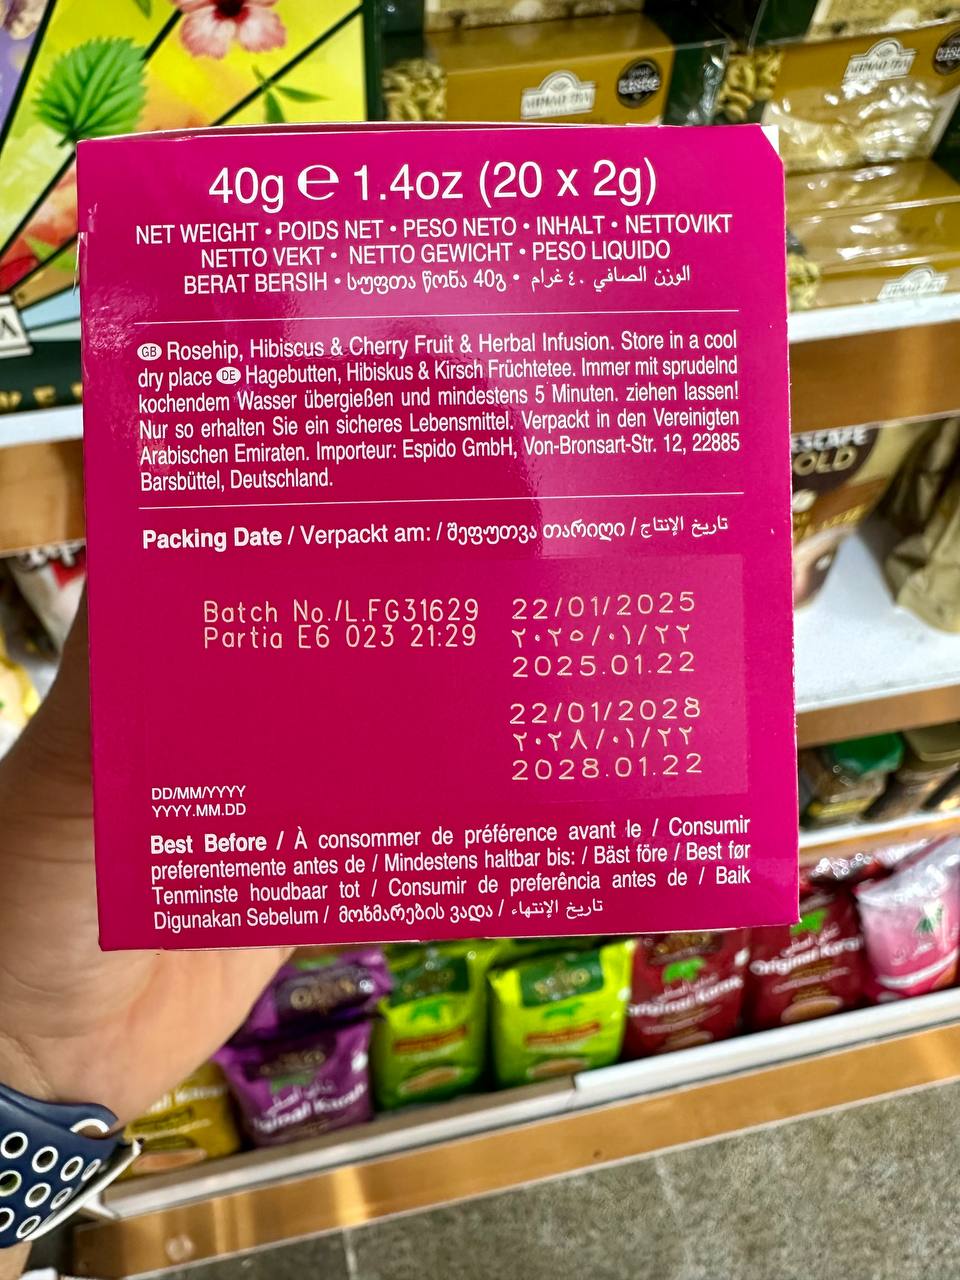 40g ℮ 1.4oz (20 x 2g)
NET WEIGHT • POIDS NET • PESO NETO • INHALT • NETTOVIKT
NETTO VEKT • NETTO GEWICHT • PESO LIQUIDO
BERAT BERSIH • სუფთა წონა 40გ • الوزن الصافي ٤٠ غرام
GB Rosehip, Hibiscus & Cherry Fruit & Herbal Infusion. Store in a cool
dry place DE Hagebutten, Hibiskus & Kirsch Früchtetee. Immer mit sprudelnd
kochendem Wasser übergießen und mindestens 5 Minuten. ziehen lassen!
Nur so erhalten Sie ein sicheres Lebensmittel. Verpackt in den Vereinigten
Arabischen Emiraten. Importeur: Espido GmbH, Von-Bronsart-Str. 12, 22885
Barsbüttel, Deutschland.
Packing Date / Verpackt am: / შეფუთვა თარიღი / تاريخ الإنتاج
Batch No./L.FG31629
Partia E6 023 21:29
22/01/2025
٢٠٢٥/٠١/٢٢
2025.01.22
22/01/2028
٢٠٢٨/٠١/٢٢
2028.01.22
DD/MM/YYYY
YYYY.MM.DD
Best Before / À consommer de préférence avant le / Consumir
preferentemente antes de / Mindestens haltbar bis: / Bäst före / Best før
Tenminste houdbaar tot / Consumir de preferência antes de / Baik
Digunakan Sebelum / მოხმარების ვადა / تاريخ الإنتهاء
AHMAD TEA
Original Karak
Original Karak